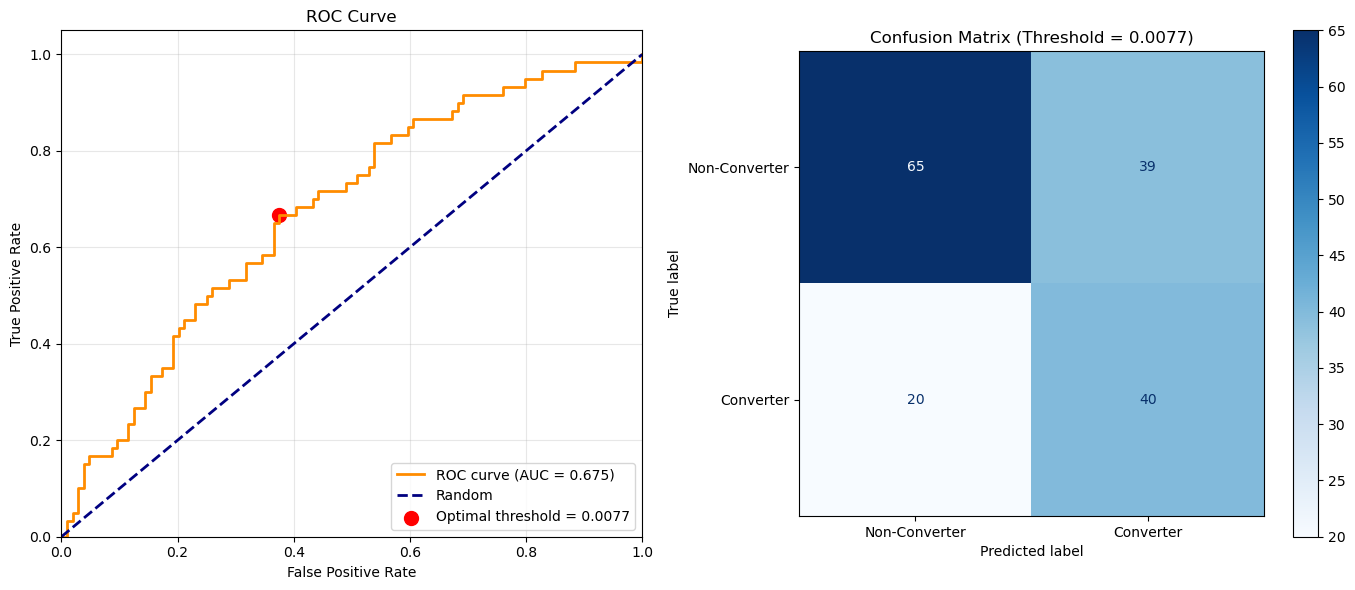 ROC Curve
True Positive Rate
1.0
0.8
0.6
0.4
0.2
0.0
0.0 0.2 0.4 0.6 0.8 1.0
False Positive Rate
ROC curve (AUC = 0.675)
Random
Optimal threshold = 0.0077
Confusion Matrix (Threshold = 0.0077)
True label
Non-Converter
Converter
65 39
20 40
Non-Converter Converter
Predicted label
65
60
55
50
45
40
35
30
25
20